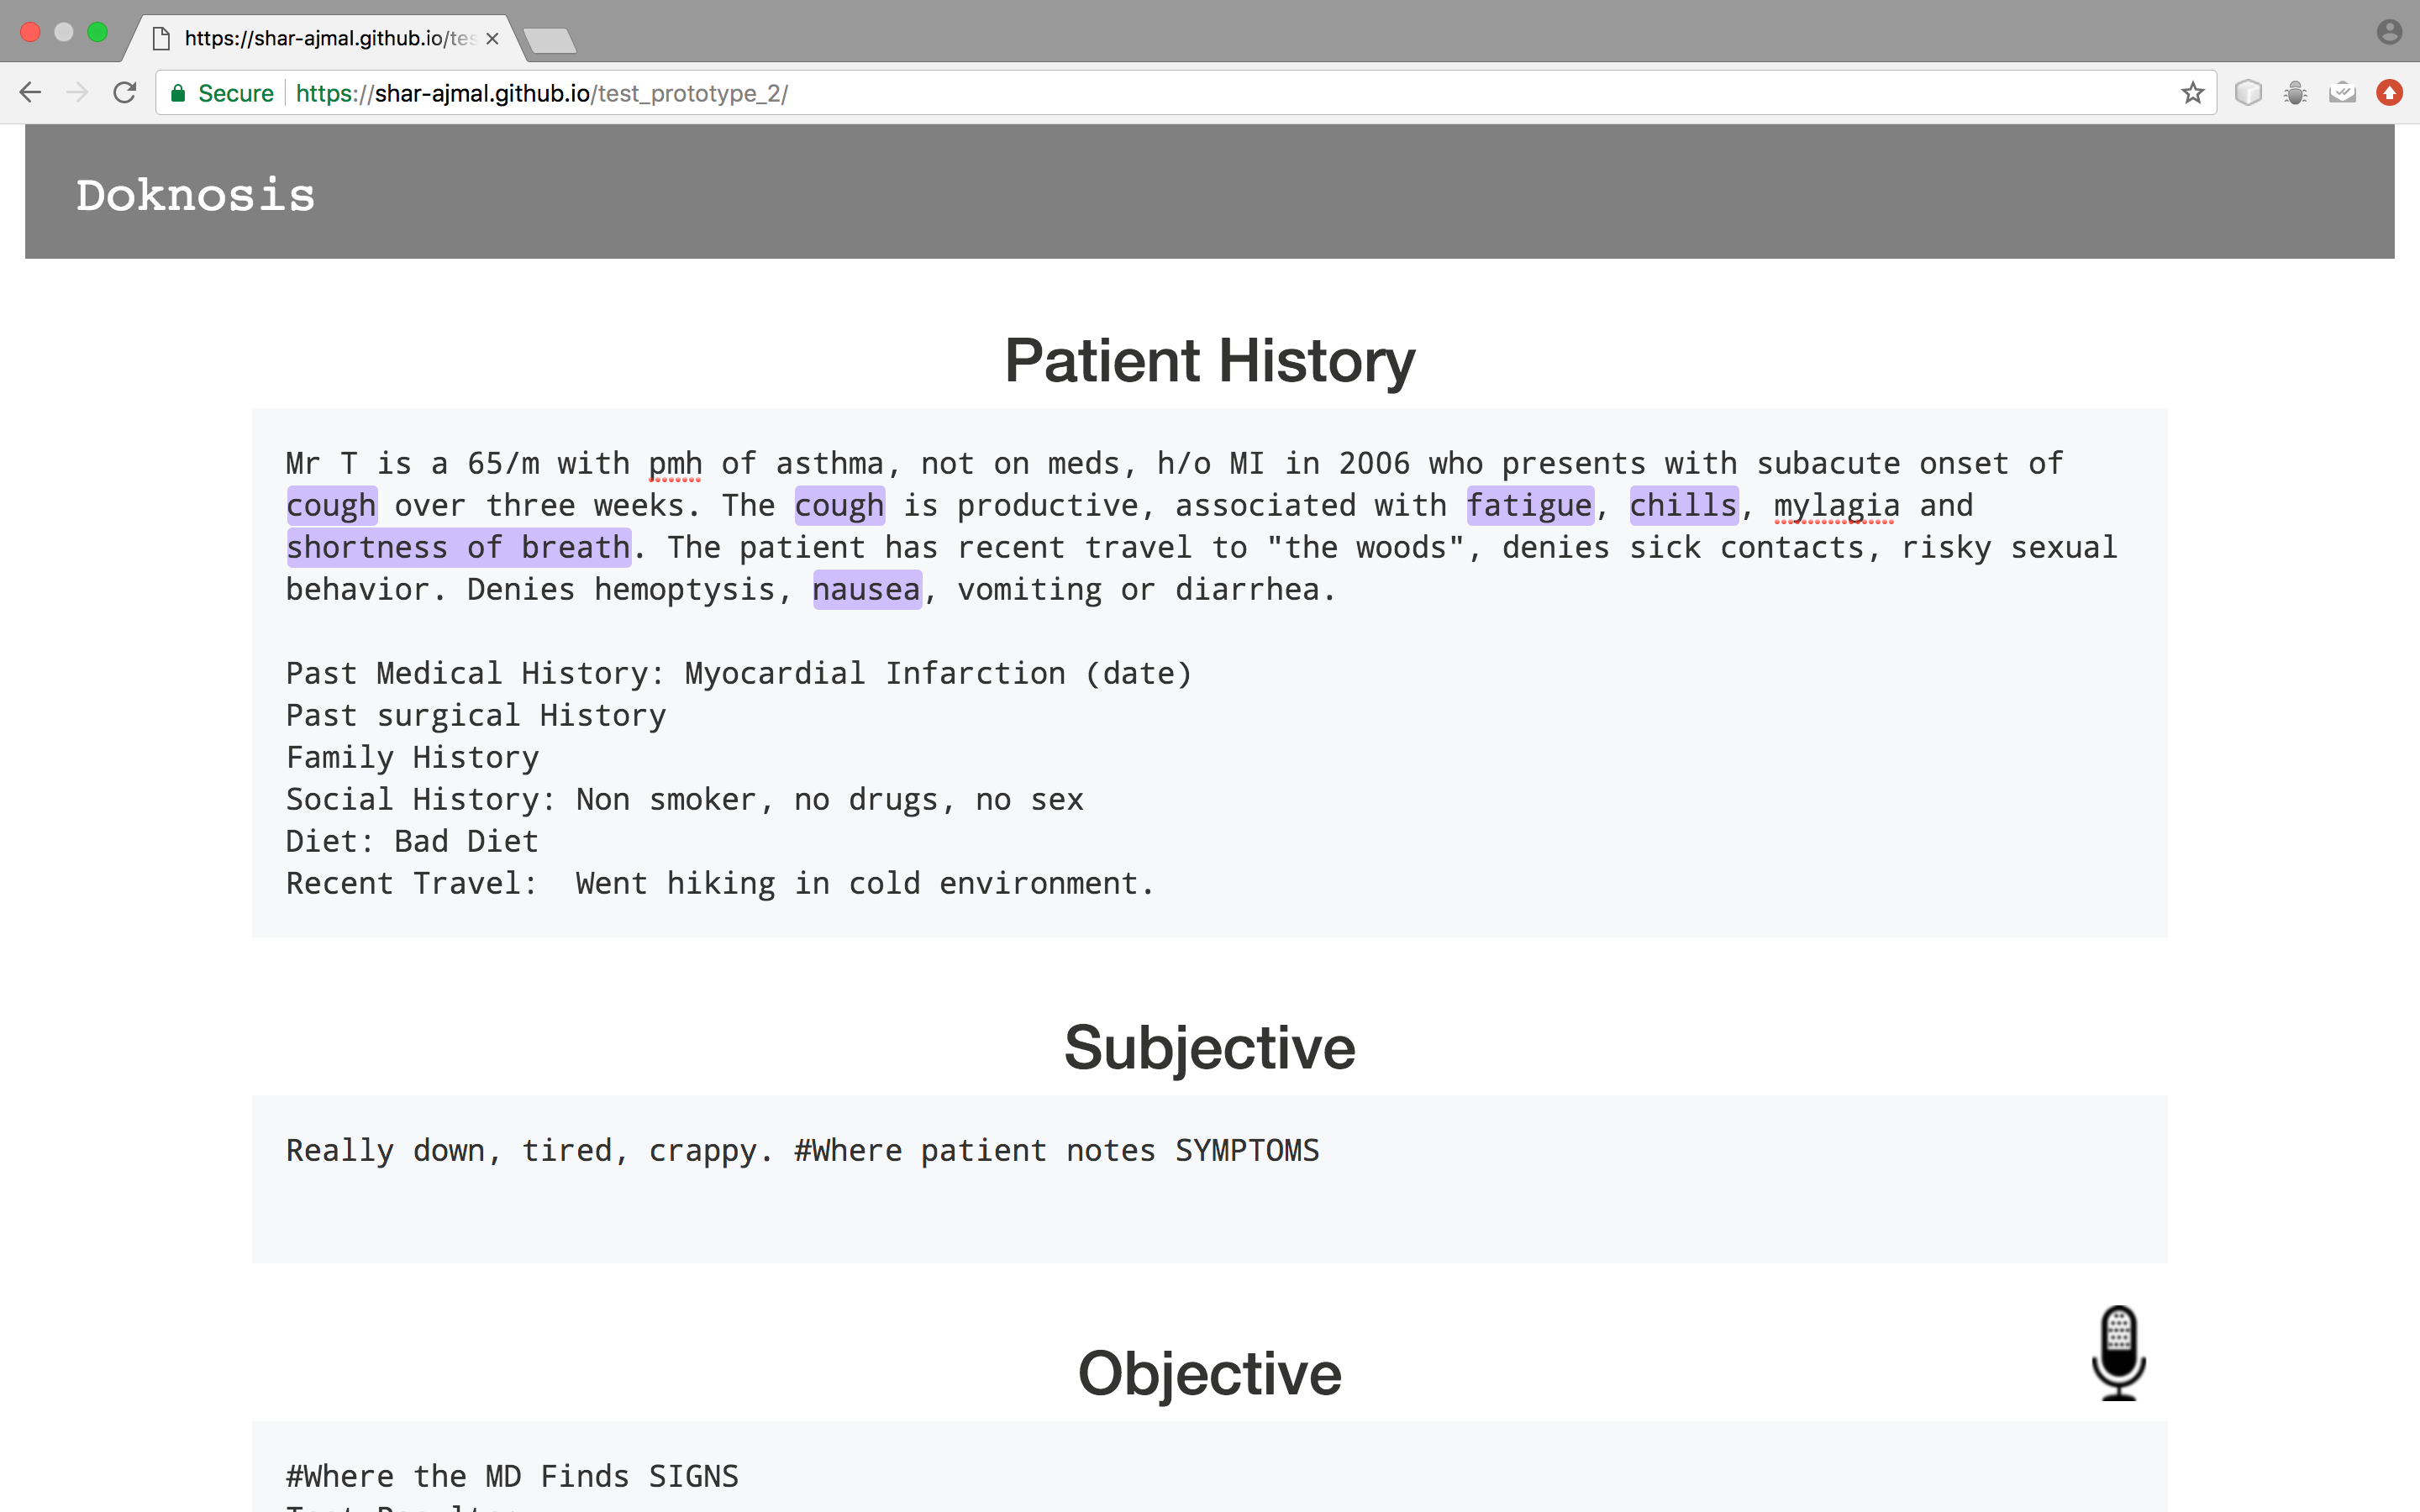 https://shar-ajmal.github.io/tes
Secure https://shar-ajmal.github.io/test_prototype_2/
Doknosis
Patient History
Mr T is a 65/m with pmh of asthma, not on meds, h/o MI in 2006 who presents with subacute onset of
cough over three weeks. The cough is productive, associated with fatigue, chills, mylagia and
shortness of breath. The patient has recent travel to "the woods", denies sick contacts, risky sexual
behavior. Denies hemoptysis, nausea, vomiting or diarrhea.
Past Medical History: Myocardial Infarction (date)
Past surgical History
Family History
Social History: Non smoker, no drugs, no sex
Diet: Bad Diet
Recent Travel:  Went hiking in cold environment.
Subjective
Really down, tired, crappy. #Where patient notes SYMPTOMS
Objective
#Where the MD Finds SIGNS